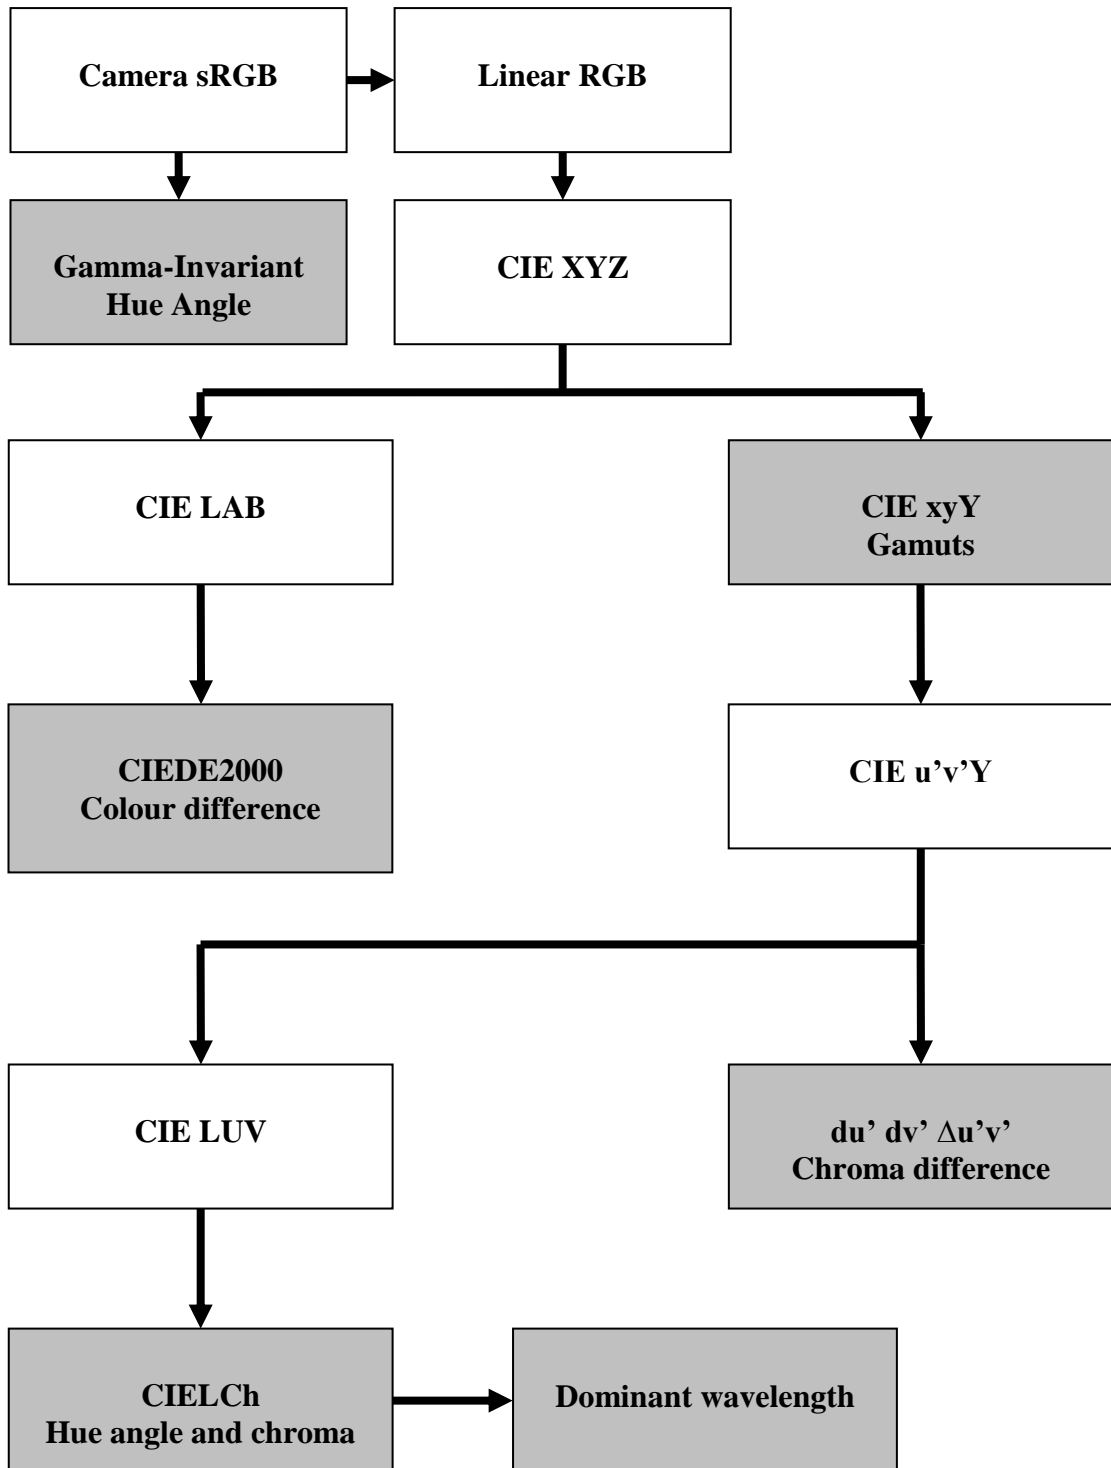 Camera sRGB
Linear RGB
Gamma-Invariant
Hue Angle
CIE XYZ
CIE LAB
CIE xyY
Gamuts
CIEDE2000
Colour difference
CIE u’v’Y
CIE LUV
du’ dv’ Δu’v’
Chroma difference
CIELCh
Hue angle and chroma
Dominant wavelength